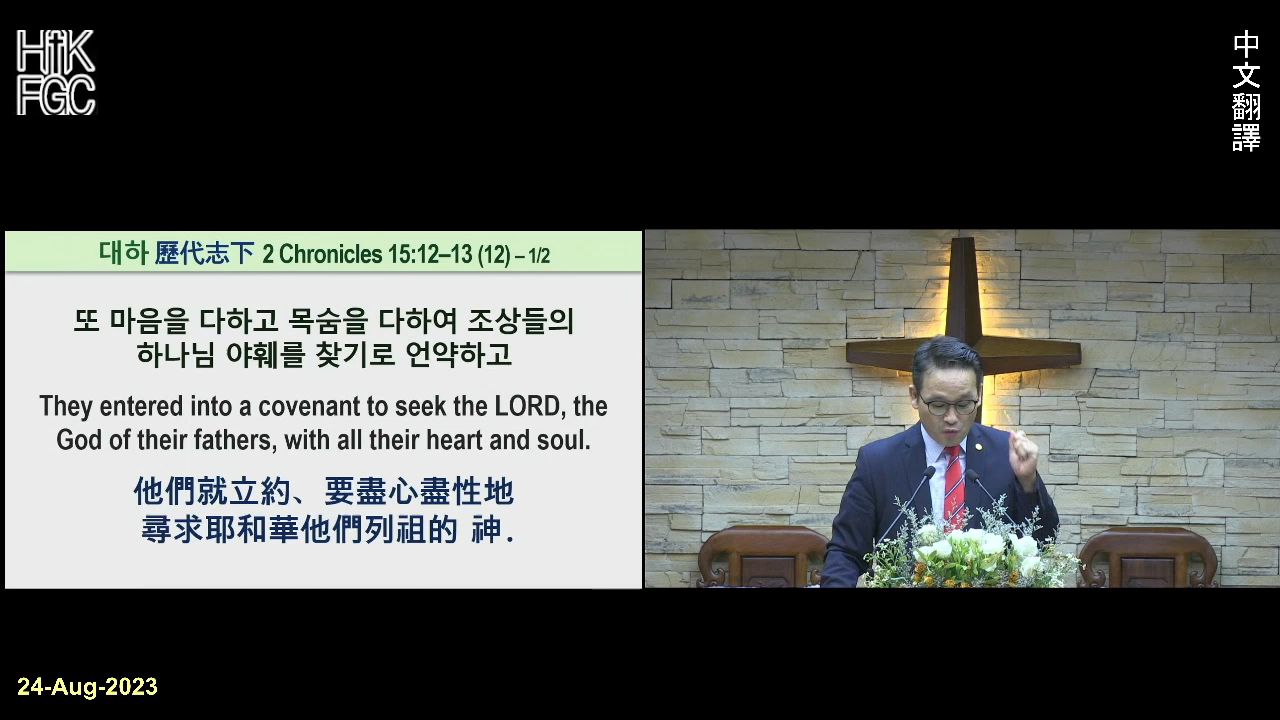 HfK
FGC
中文翻譯
대하 歷代志下 2 Chronicles 15:12–13 (12) – 1/2
또 마음을 다하고 목숨을 다하여 조상들의
하나님 야훼를 찾기로 언약하고
They entered into a covenant to seek the LORD, the
God of their fathers, with all their heart and soul.
他們就立約、要盡心盡性地
尋求耶和華他們列祖的 神.
24-Aug-2023